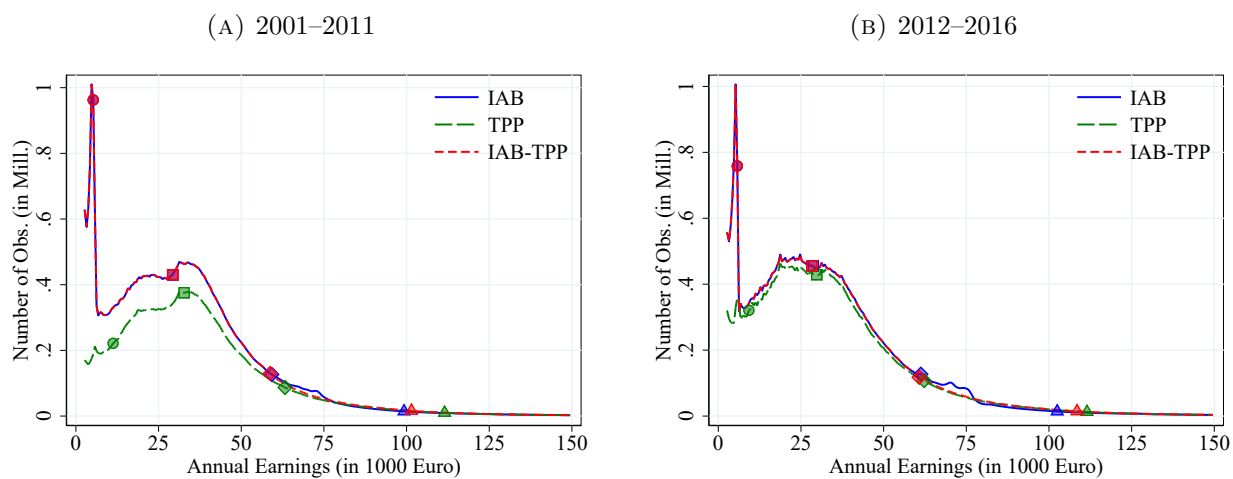 (A) 2001–2011
Number of Obs. (in Mill.)
0
.2
.4
.6
.8
1
0
25
50
75
100
125
150
Annual Earnings (in 1000 Euro)
IAB
TPP
IAB-TPP
(B) 2012–2016
Number of Obs. (in Mill.)
0
.2
.4
.6
.8
1
0
25
50
75
100
125
150
Annual Earnings (in 1000 Euro)
IAB
TPP
IAB-TPP